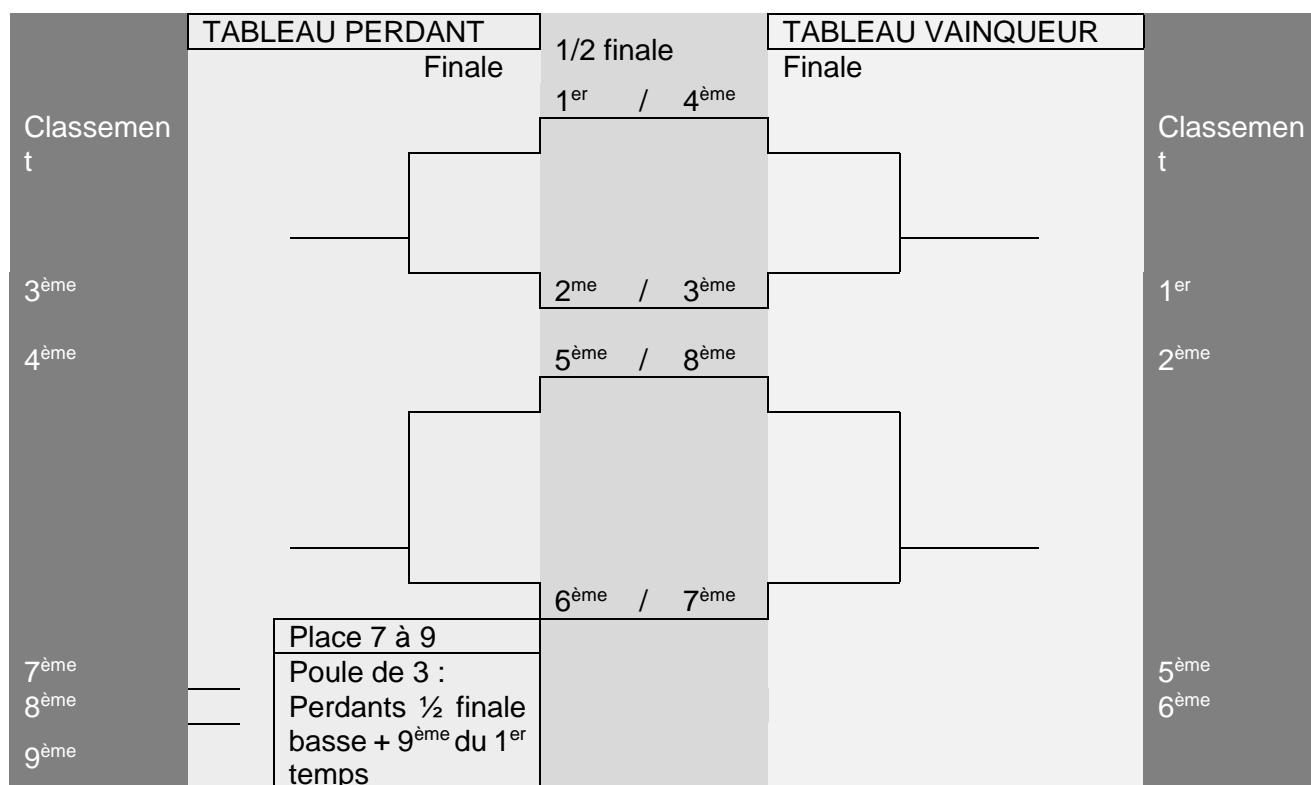 TABLEAU PERDANT
1/2 finale
TABLEAU VAINQUEUR
Finale
Finale
1er / 4ème
Classemen
t
Classemen
t
3ème
2me / 3ème
1er
4ème
5ème / 8ème
2ème
6ème / 7ème
Place 7 à 9
7ème
Poule de 3 :
5ème
8ème
Perdants ½ finale
6ème
basse + 9ème du 1er
9ème
temps